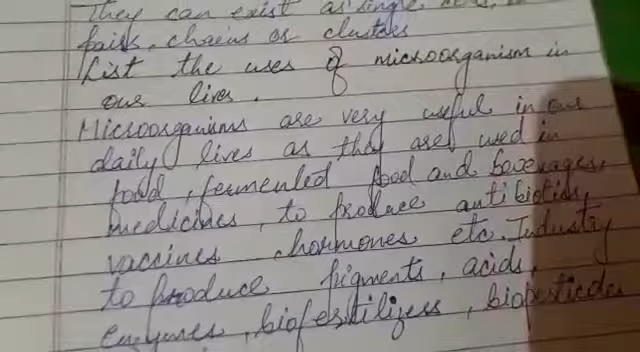 They can exist as single
pairs, chains or clusters
List the uses of microorganism in
our lives.
Microorganisms are very useful in our
daily lives as they are used in
food, fermented food and beverages,
medicines, to produce antibiotics,
vaccines hormones etc. Industry
to produce pigments, acids,
enzymes, biofertilizers, biopesticides